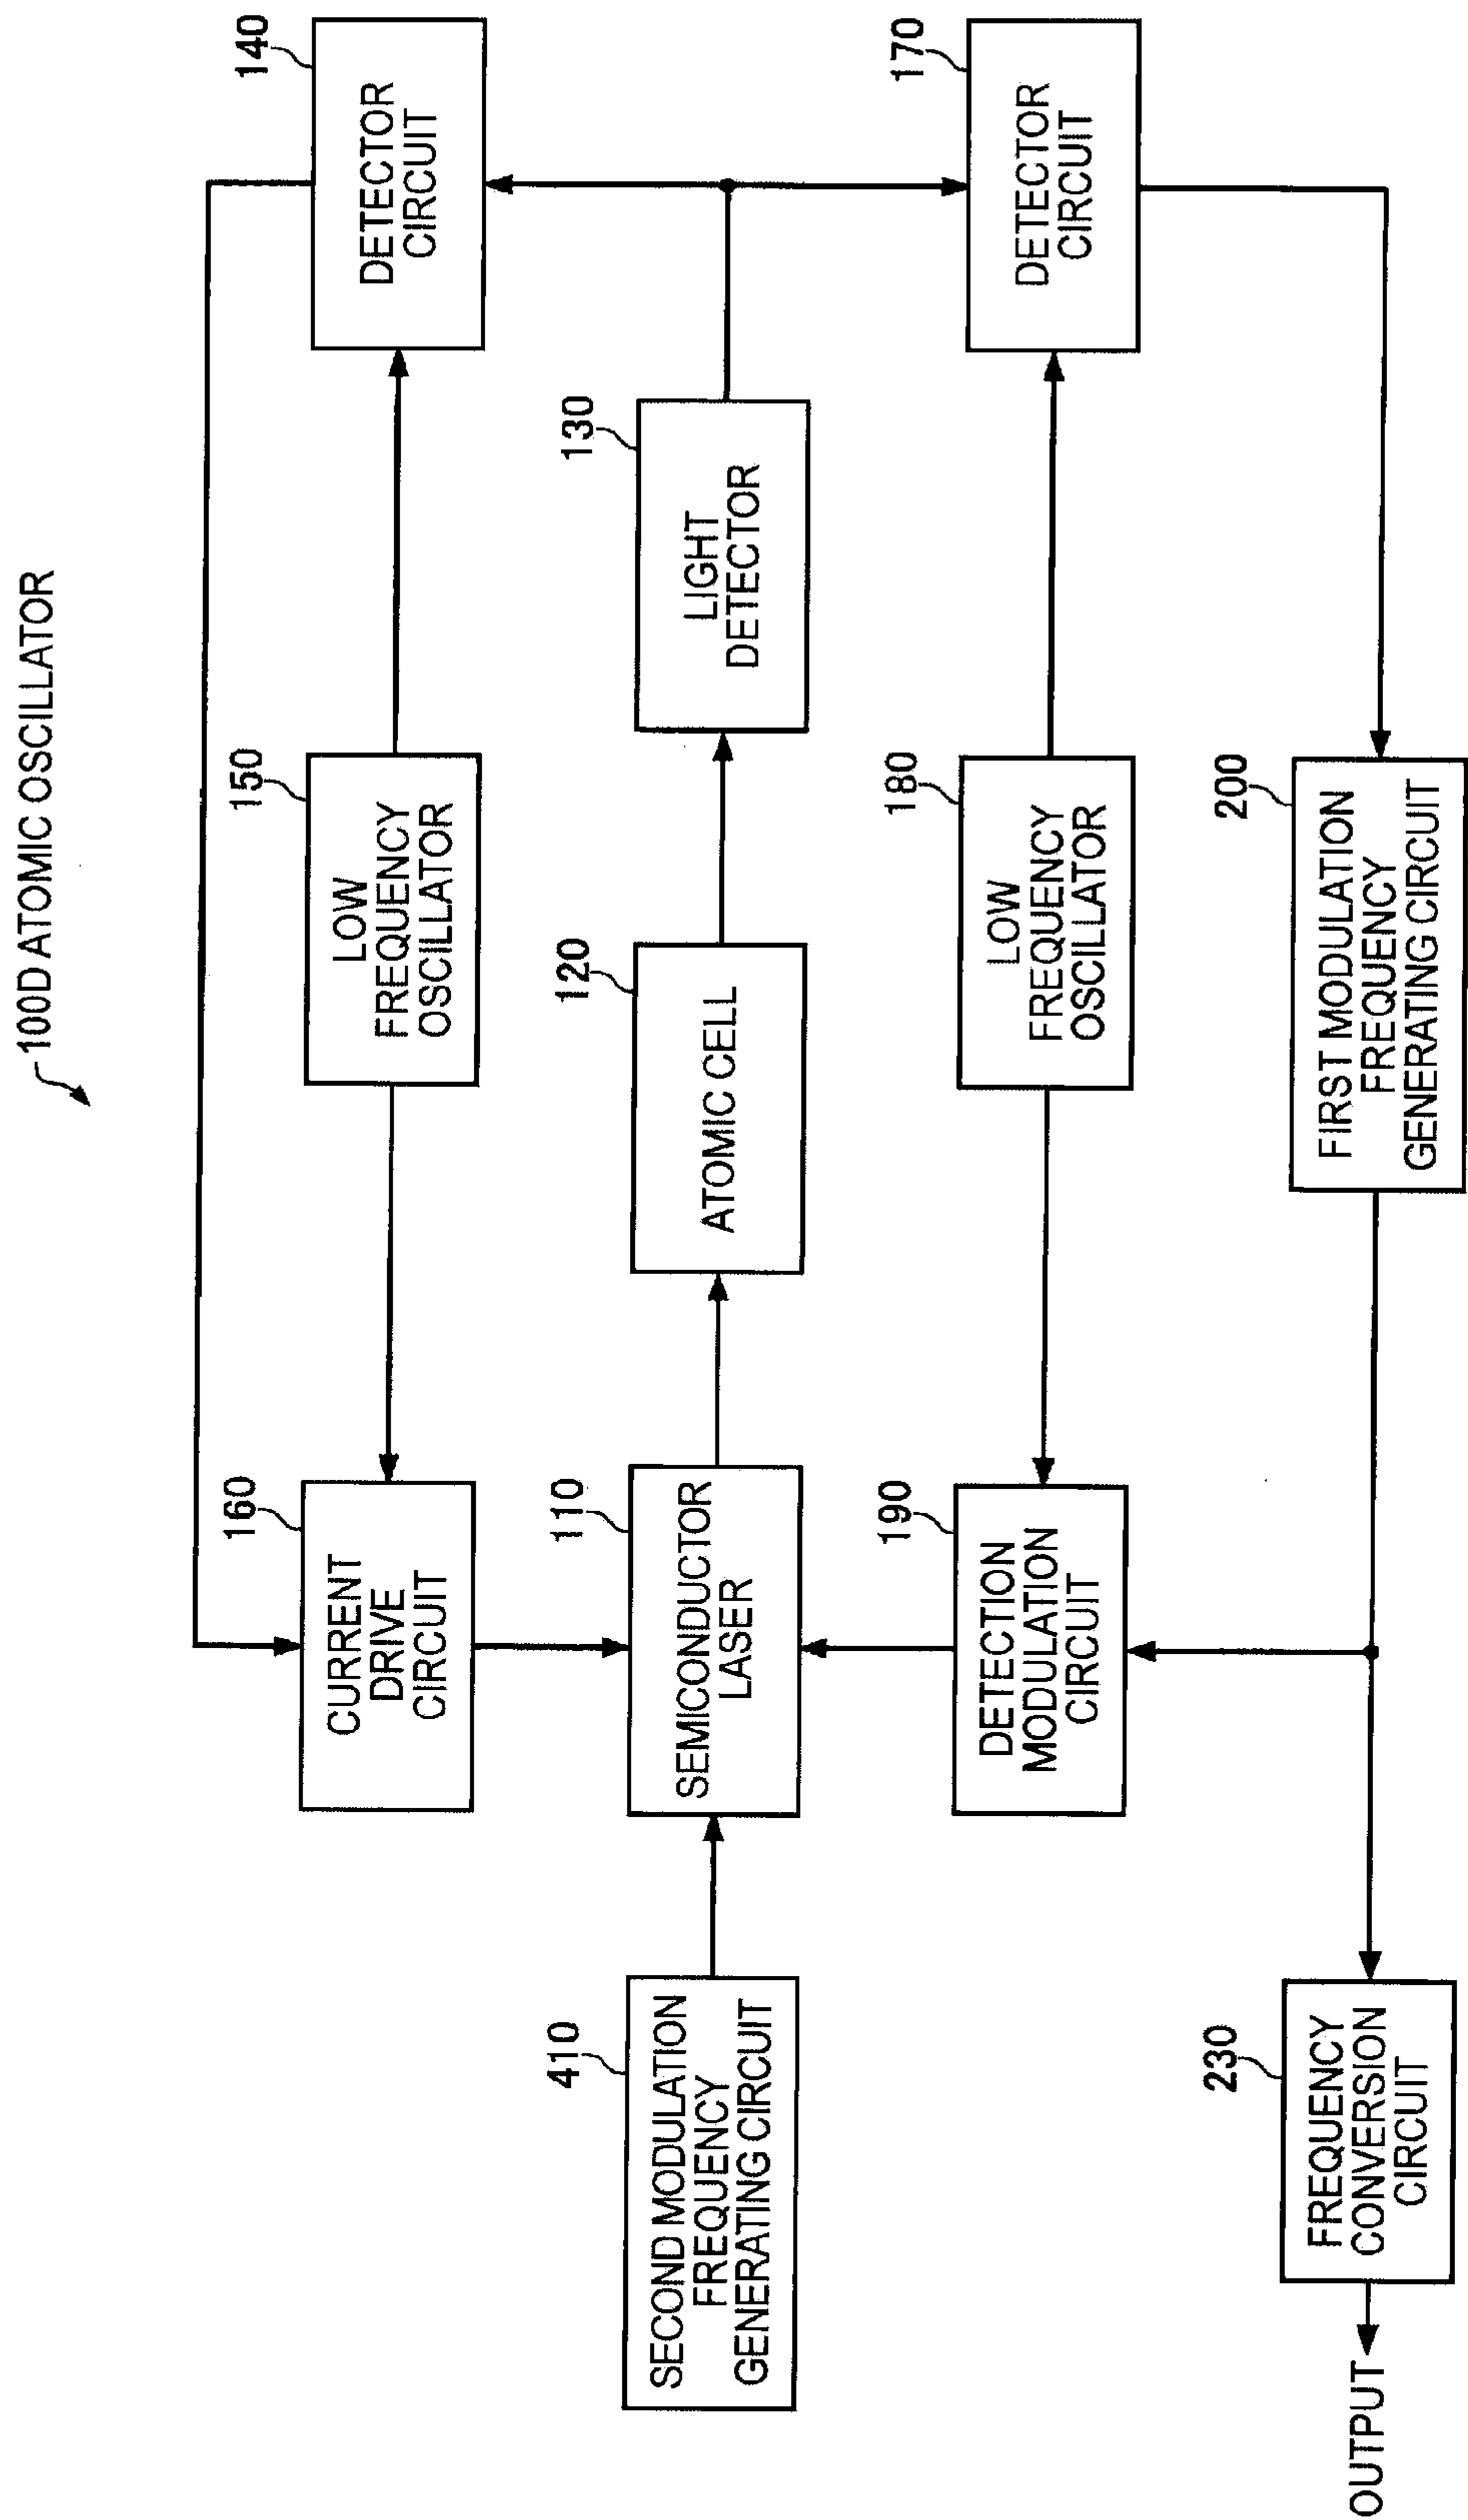 100D ATOMIC OSCILLATOR
160
CURRENT
DRIVE
CIRCUIT
150
LOW
FREQUENCY
OSCILLATOR
140
DETECTOR
CIRCUIT
410
SECOND MODULATION
FREQUENCY
GENERATING CIRCUIT
110
SEMICONDUCTOR
LASER
120
ATOMIC CELL
130
LIGHT
DETECTOR
190
DETECTION
MODULATION
CIRCUIT
180
LOW
FREQUENCY
OSCILLATOR
170
DETECTOR
CIRCUIT
OUTPUT
230
FREQUENCY
CONVERSION
CIRCUIT
200
FIRST MODULATION
FREQUENCY
GENERATING CIRCUIT